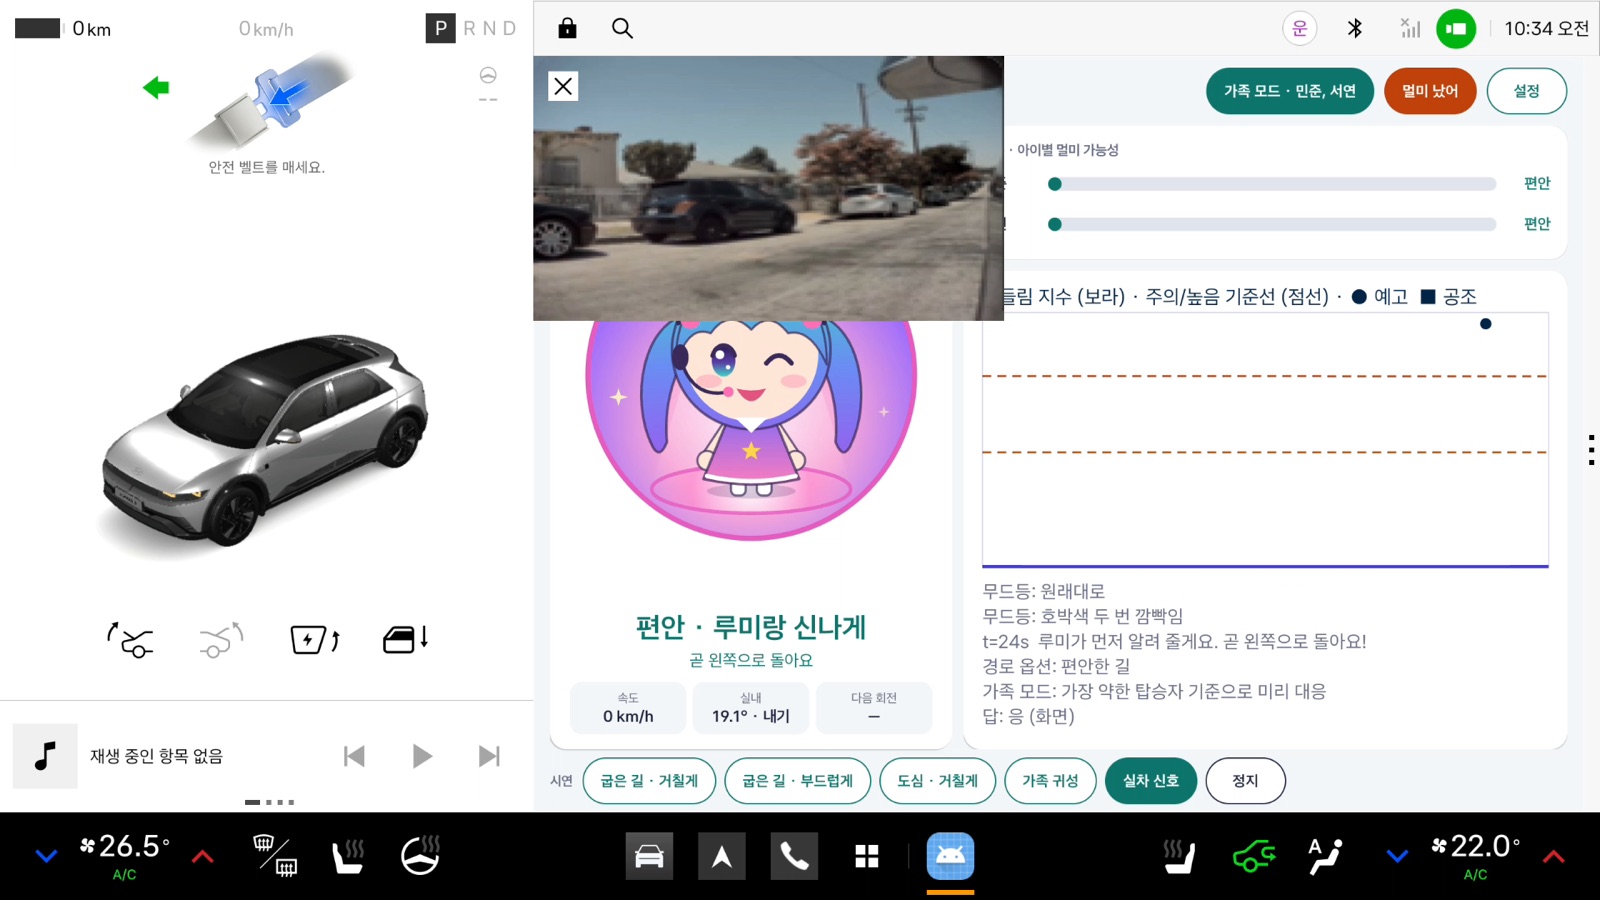 0 km
0 km/h
P R N D
안전 벨트를 매세요.
--
재생 중인 항목 없음
운
10:34 오전
가족 모드 · 민준, 서연
멀미 났어
설정
· 아이별 멀미 가능성
편안
편안
들림 지수 (보라) · 주의/높음 기준선 (점선) · ● 예고 ■ 공조
편안 · 루미랑 신나게
곧 왼쪽으로 돌아요
속도
0 km/h
실내
19.1° · 내기
다음 회전
—
무드등: 원래대로
무드등: 호박색 두 번 깜빡임
t=24s 루미가 먼저 알려 줄게요. 곧 왼쪽으로 돌아요!
경로 옵션: 편안한 길
가족 모드: 가장 약한 탑승자 기준으로 미리 대응
답: 응 (화면)
시연
굽은 길 · 거칠게
굽은 길 · 부드럽게
도심 · 거칠게
가족 귀성
실차 신호
정지
26.5°
A/C
A
22.0°
A/C